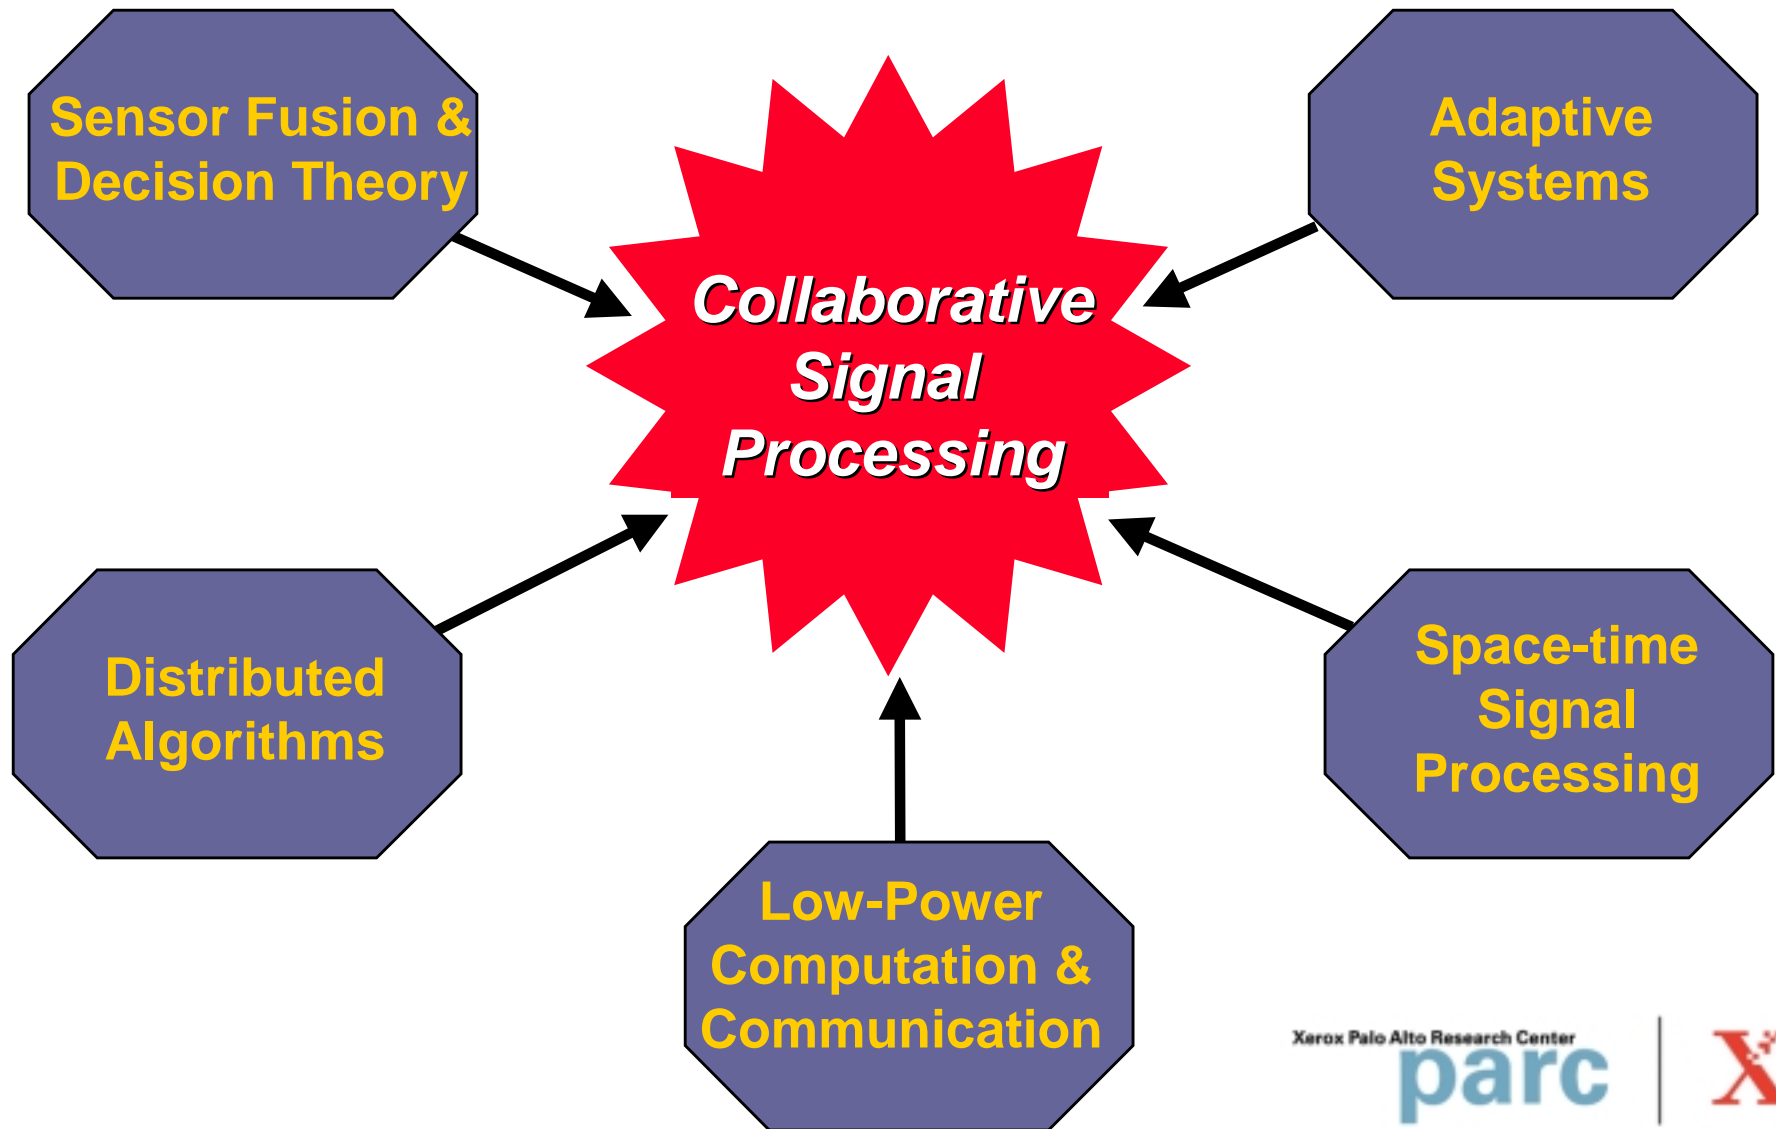 Sensor Fusion &
Decision Theory
Adaptive
Systems
Collaborative
Signal
Processing
Distributed
Algorithms
Space-time
Signal
Processing
Low-Power
Computation &
Communication
Xerox Palo Alto Research Center
parc
X